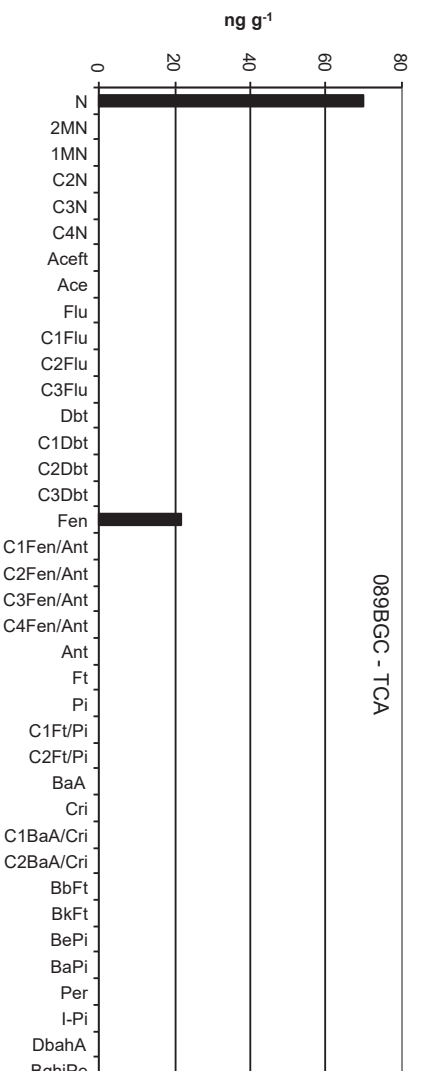 ng g-1
0
20
40
60
80
N
2MN
1MN
C2N
C3N
C4N
Aceft
Ace
Flu
C1Flu
C2Flu
C3Flu
Dbt
C1Dbt
C2Dbt
C3Dbt
Fen
C1Fen/Ant
C2Fen/Ant
C3Fen/Ant
C4Fen/Ant
Ant
Ft
Pi
C1Ft/Pi
C2Ft/Pi
BaA
Cri
C1BaA/Cri
C2BaA/Cri
BbFt
BkFt
BePi
BaPi
Per
I-Pi
DbahA
089BGC - TCA